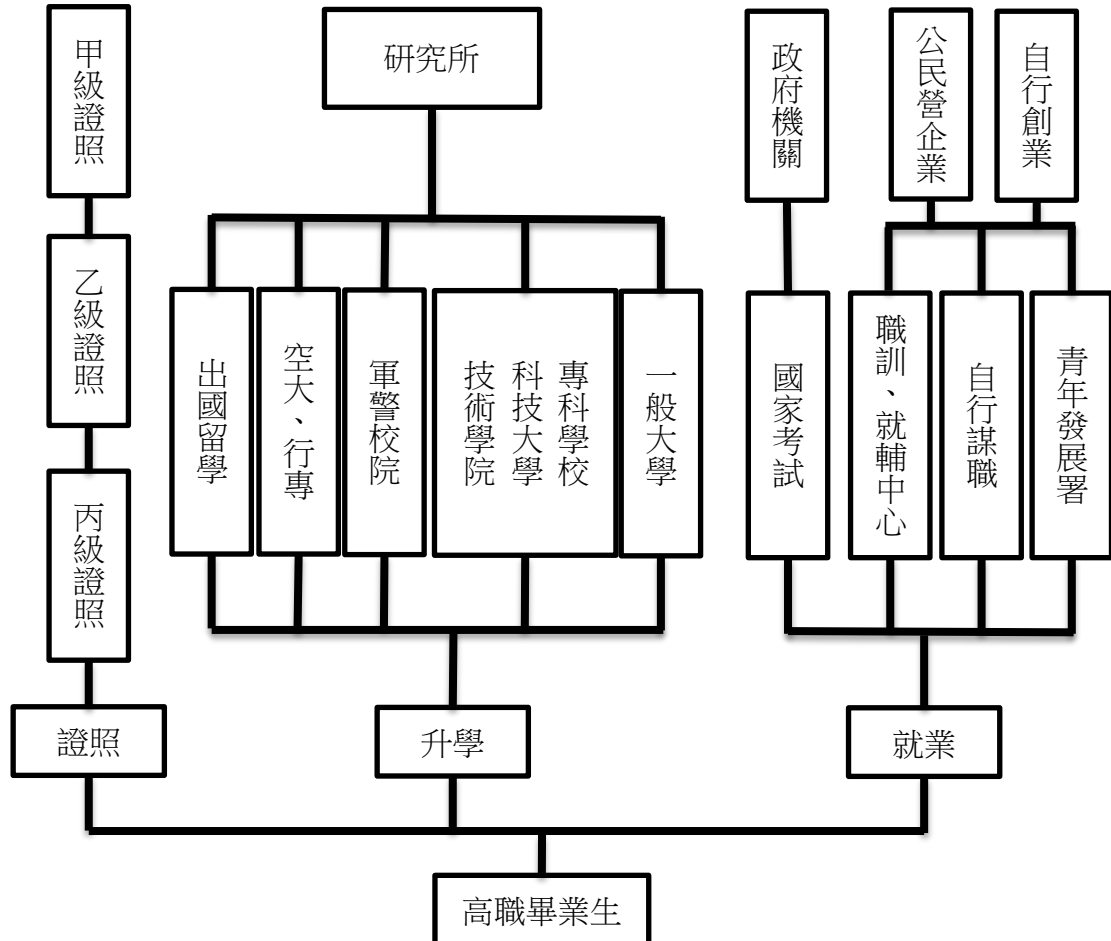 甲級證照
研究所
政府機關
公民營企業
自行創業
乙級證照
出國留學
空大、行專
軍警校院
技術學院
科技大學
專科學校
一般大學
國家考試
職訓、就輔中心
自行謀職
青年發展署
丙級證照
證照
升學
就業
高職畢業生